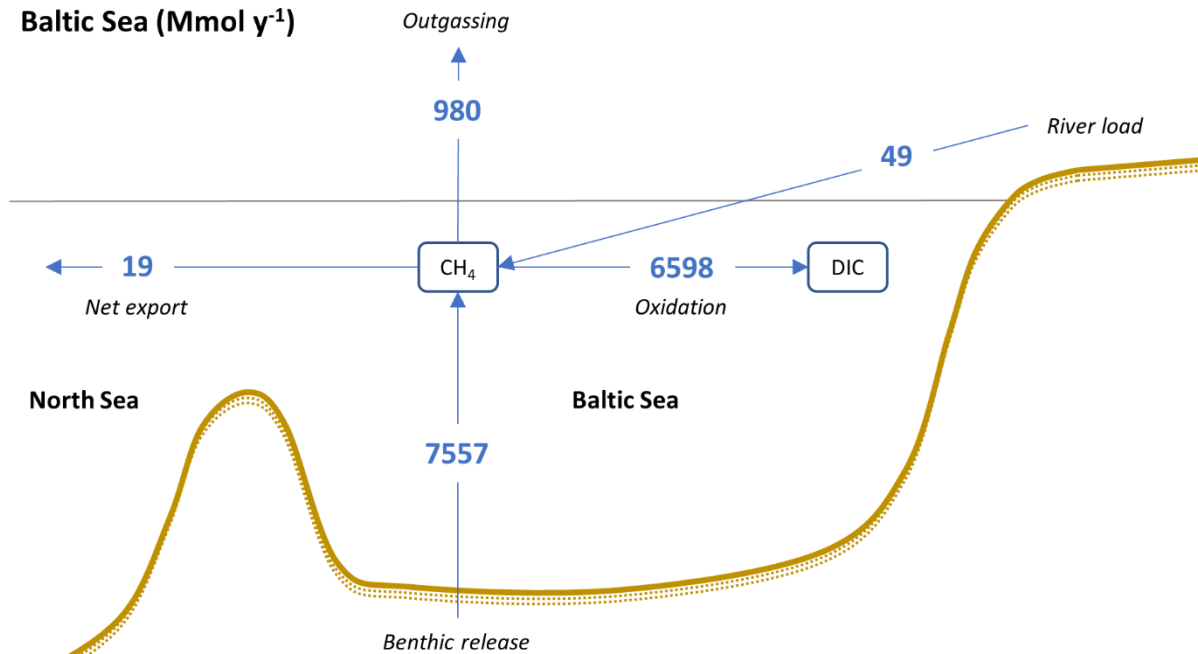 Baltic Sea (Mmol y⁻¹)
Outgassing
980
River load
49
19
CH₄
6598
DIC
Net export
Oxidation
North Sea
Baltic Sea
7557
Benthic release